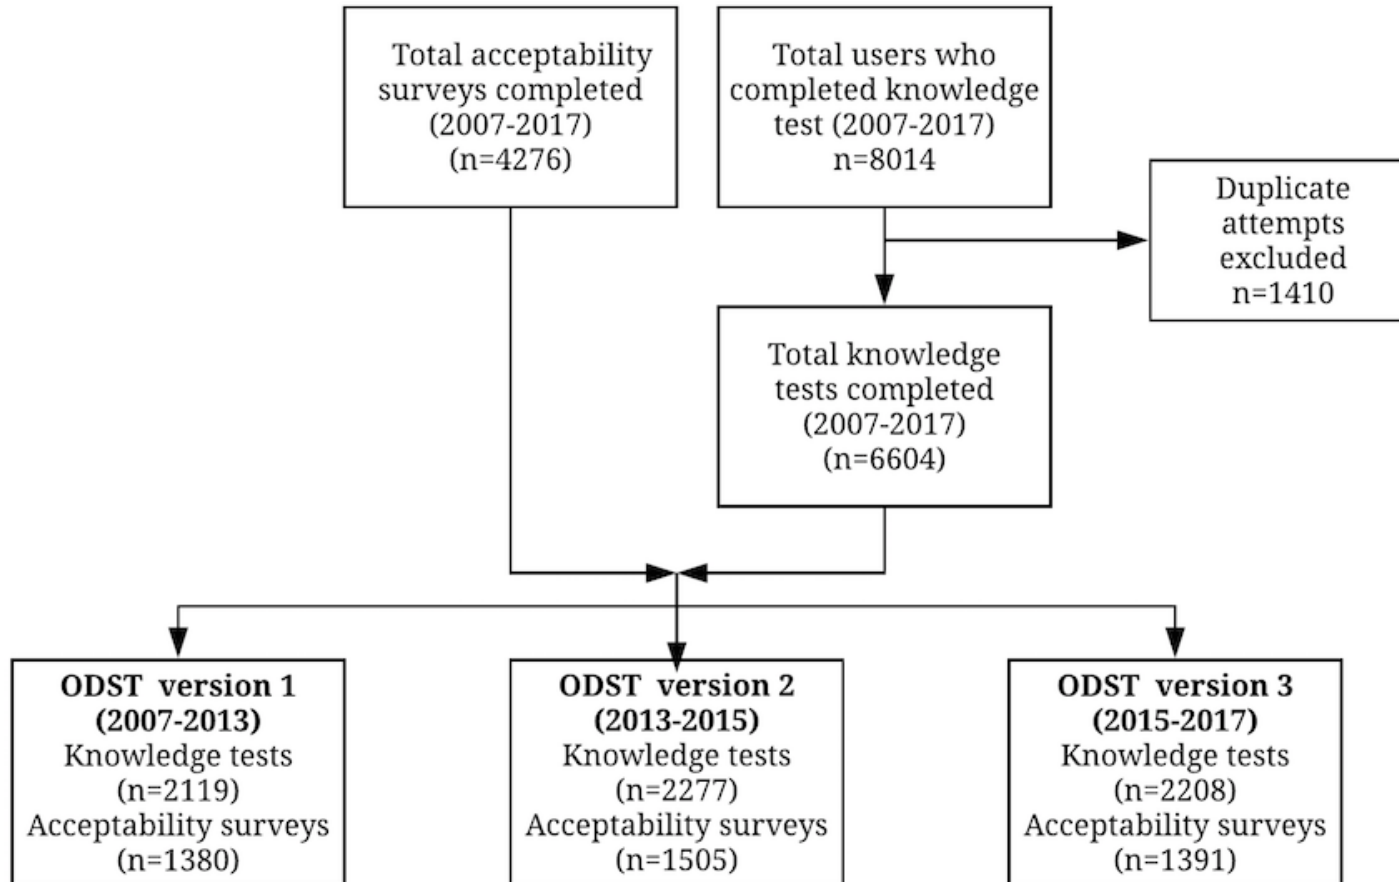 Total acceptability
surveys completed
(2007-2017)
(n=4276)
Total users who
completed knowledge
test (2007-2017)
n=8014
Duplicate
attempts
excluded
n=1410
Total knowledge
tests completed
(2007-2017)
(n=6604)
ODST version 1
(2007-2013)
Knowledge tests
(n=2119)
Acceptability surveys
(n=1380)
ODST version 2
(2013-2015)
Knowledge tests
(n=2277)
Acceptability surveys
(n=1505)
ODST version 3
(2015-2017)
Knowledge tests
(n=2208)
Acceptability surveys
(n=1391)